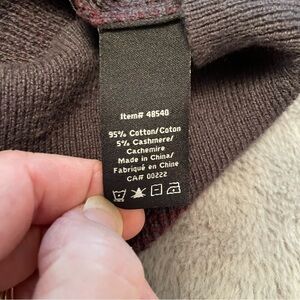 Item# 48540
95% Cotton/Coton
5% Cashmere/
Cachemire
Made in China/
Fabriqué en Chine
CA# 00222